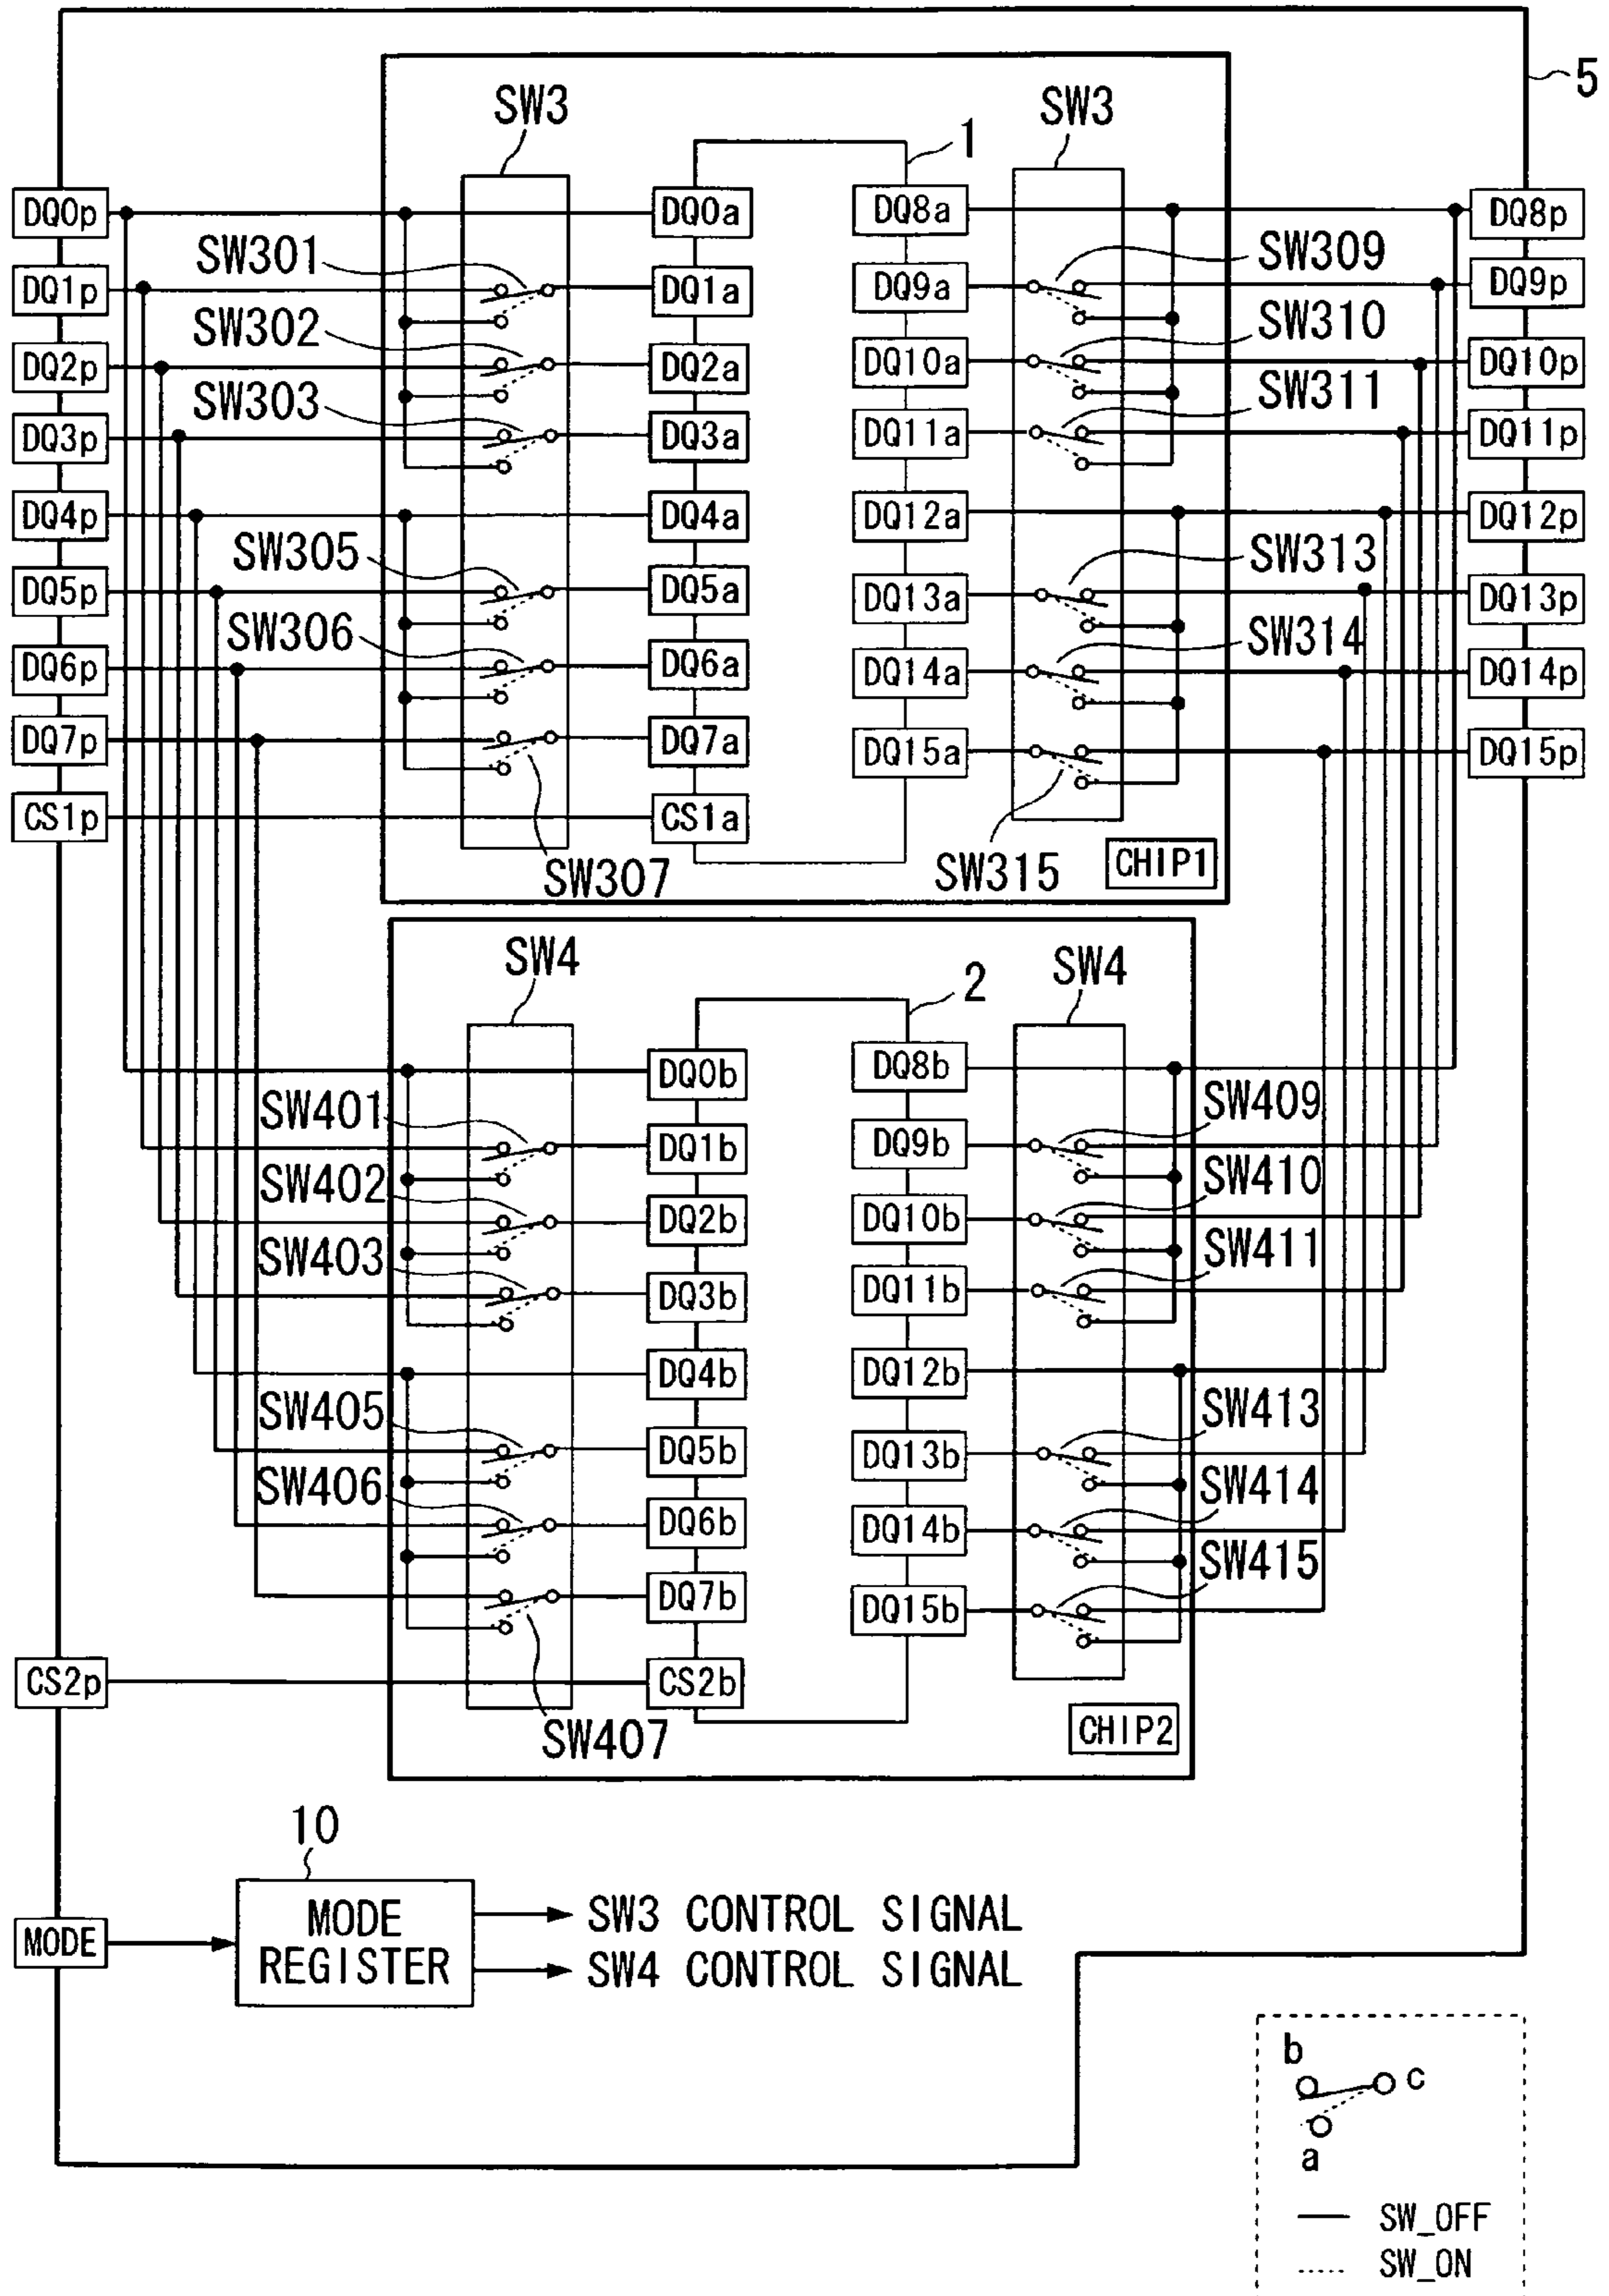 5
SW3
SW3
1
DQ0p
DQ0a
DQ8a
DQ8p
SW301
SW309
DQ1p
DQ1a
DQ9a
DQ9p
SW302
SW310
DQ2p
DQ2a
DQ10a
DQ10p
SW303
SW311
DQ3p
DQ3a
DQ11a
DQ11p
DQ4p
DQ4a
DQ12a
DQ12p
SW305
SW313
DQ5p
DQ5a
DQ13a
DQ13p
SW306
SW314
DQ6p
DQ6a
DQ14a
DQ14p
DQ7p
DQ7a
DQ15a
DQ15p
CS1p
CS1a
SW307
SW315
CHIP1
SW4
2
SW4
DQ0b
DQ8b
SW401
SW409
DQ1b
DQ9b
SW402
SW410
DQ2b
DQ10b
SW403
SW411
DQ3b
DQ11b
DQ4b
DQ12b
SW405
SW413
DQ5b
DQ13b
SW406
SW414
DQ6b
DQ14b
SW415
DQ7b
DQ15b
CS2p
CS2b
SW407
CHIP2
10
MODE
MODE
REGISTER
SW3 CONTROL SIGNAL
SW4 CONTROL SIGNAL
b
c
a
SW_OFF
SW_ON